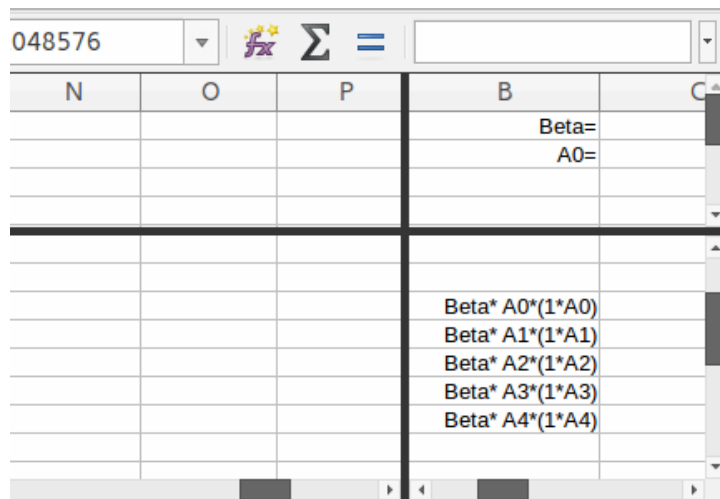 048576
fx Σ =
N O P B C
Beta=
A0=
Beta* A0*(1*A0)
Beta* A1*(1*A1)
Beta* A2*(1*A2)
Beta* A3*(1*A3)
Beta* A4*(1*A4)